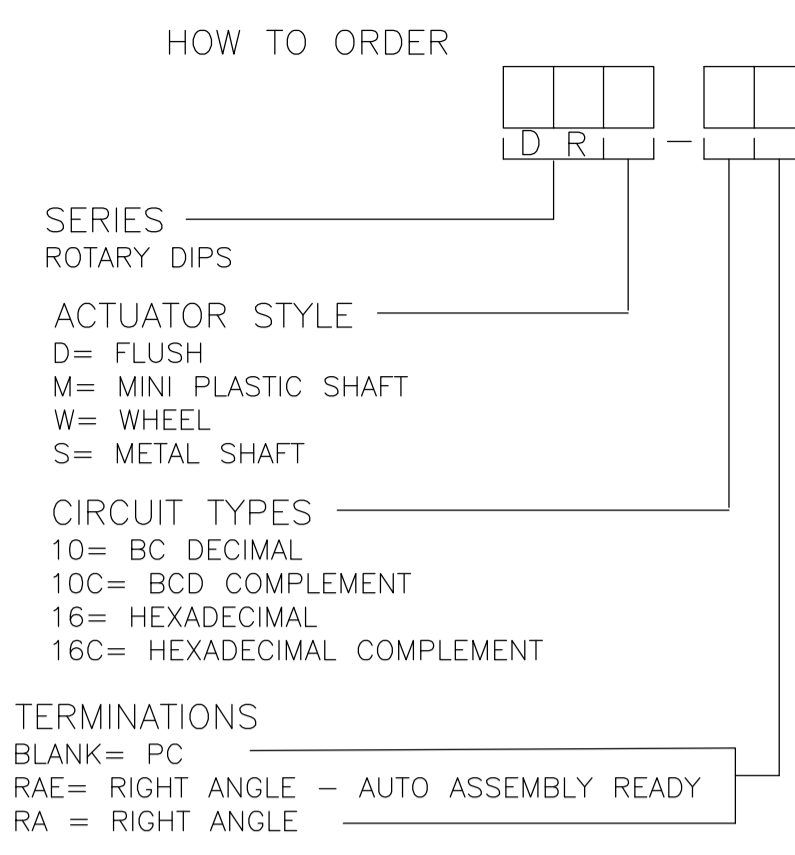 HOW TO ORDER
D R -
SERIES
ROTARY DIPS
ACTUATOR STYLE
D= FLUSH
M= MINI PLASTIC SHAFT
W= WHEEL
S= METAL SHAFT
CIRCUIT TYPES
10= BC DECIMAL
10C= BCD COMPLEMENT
16= HEXADECIMAL
16C= HEXADECIMAL COMPLEMENT
TERMINATIONS
BLANK= PC
RAE= RIGHT ANGLE - AUTO ASSEMBLY READY
RA = RIGHT ANGLE